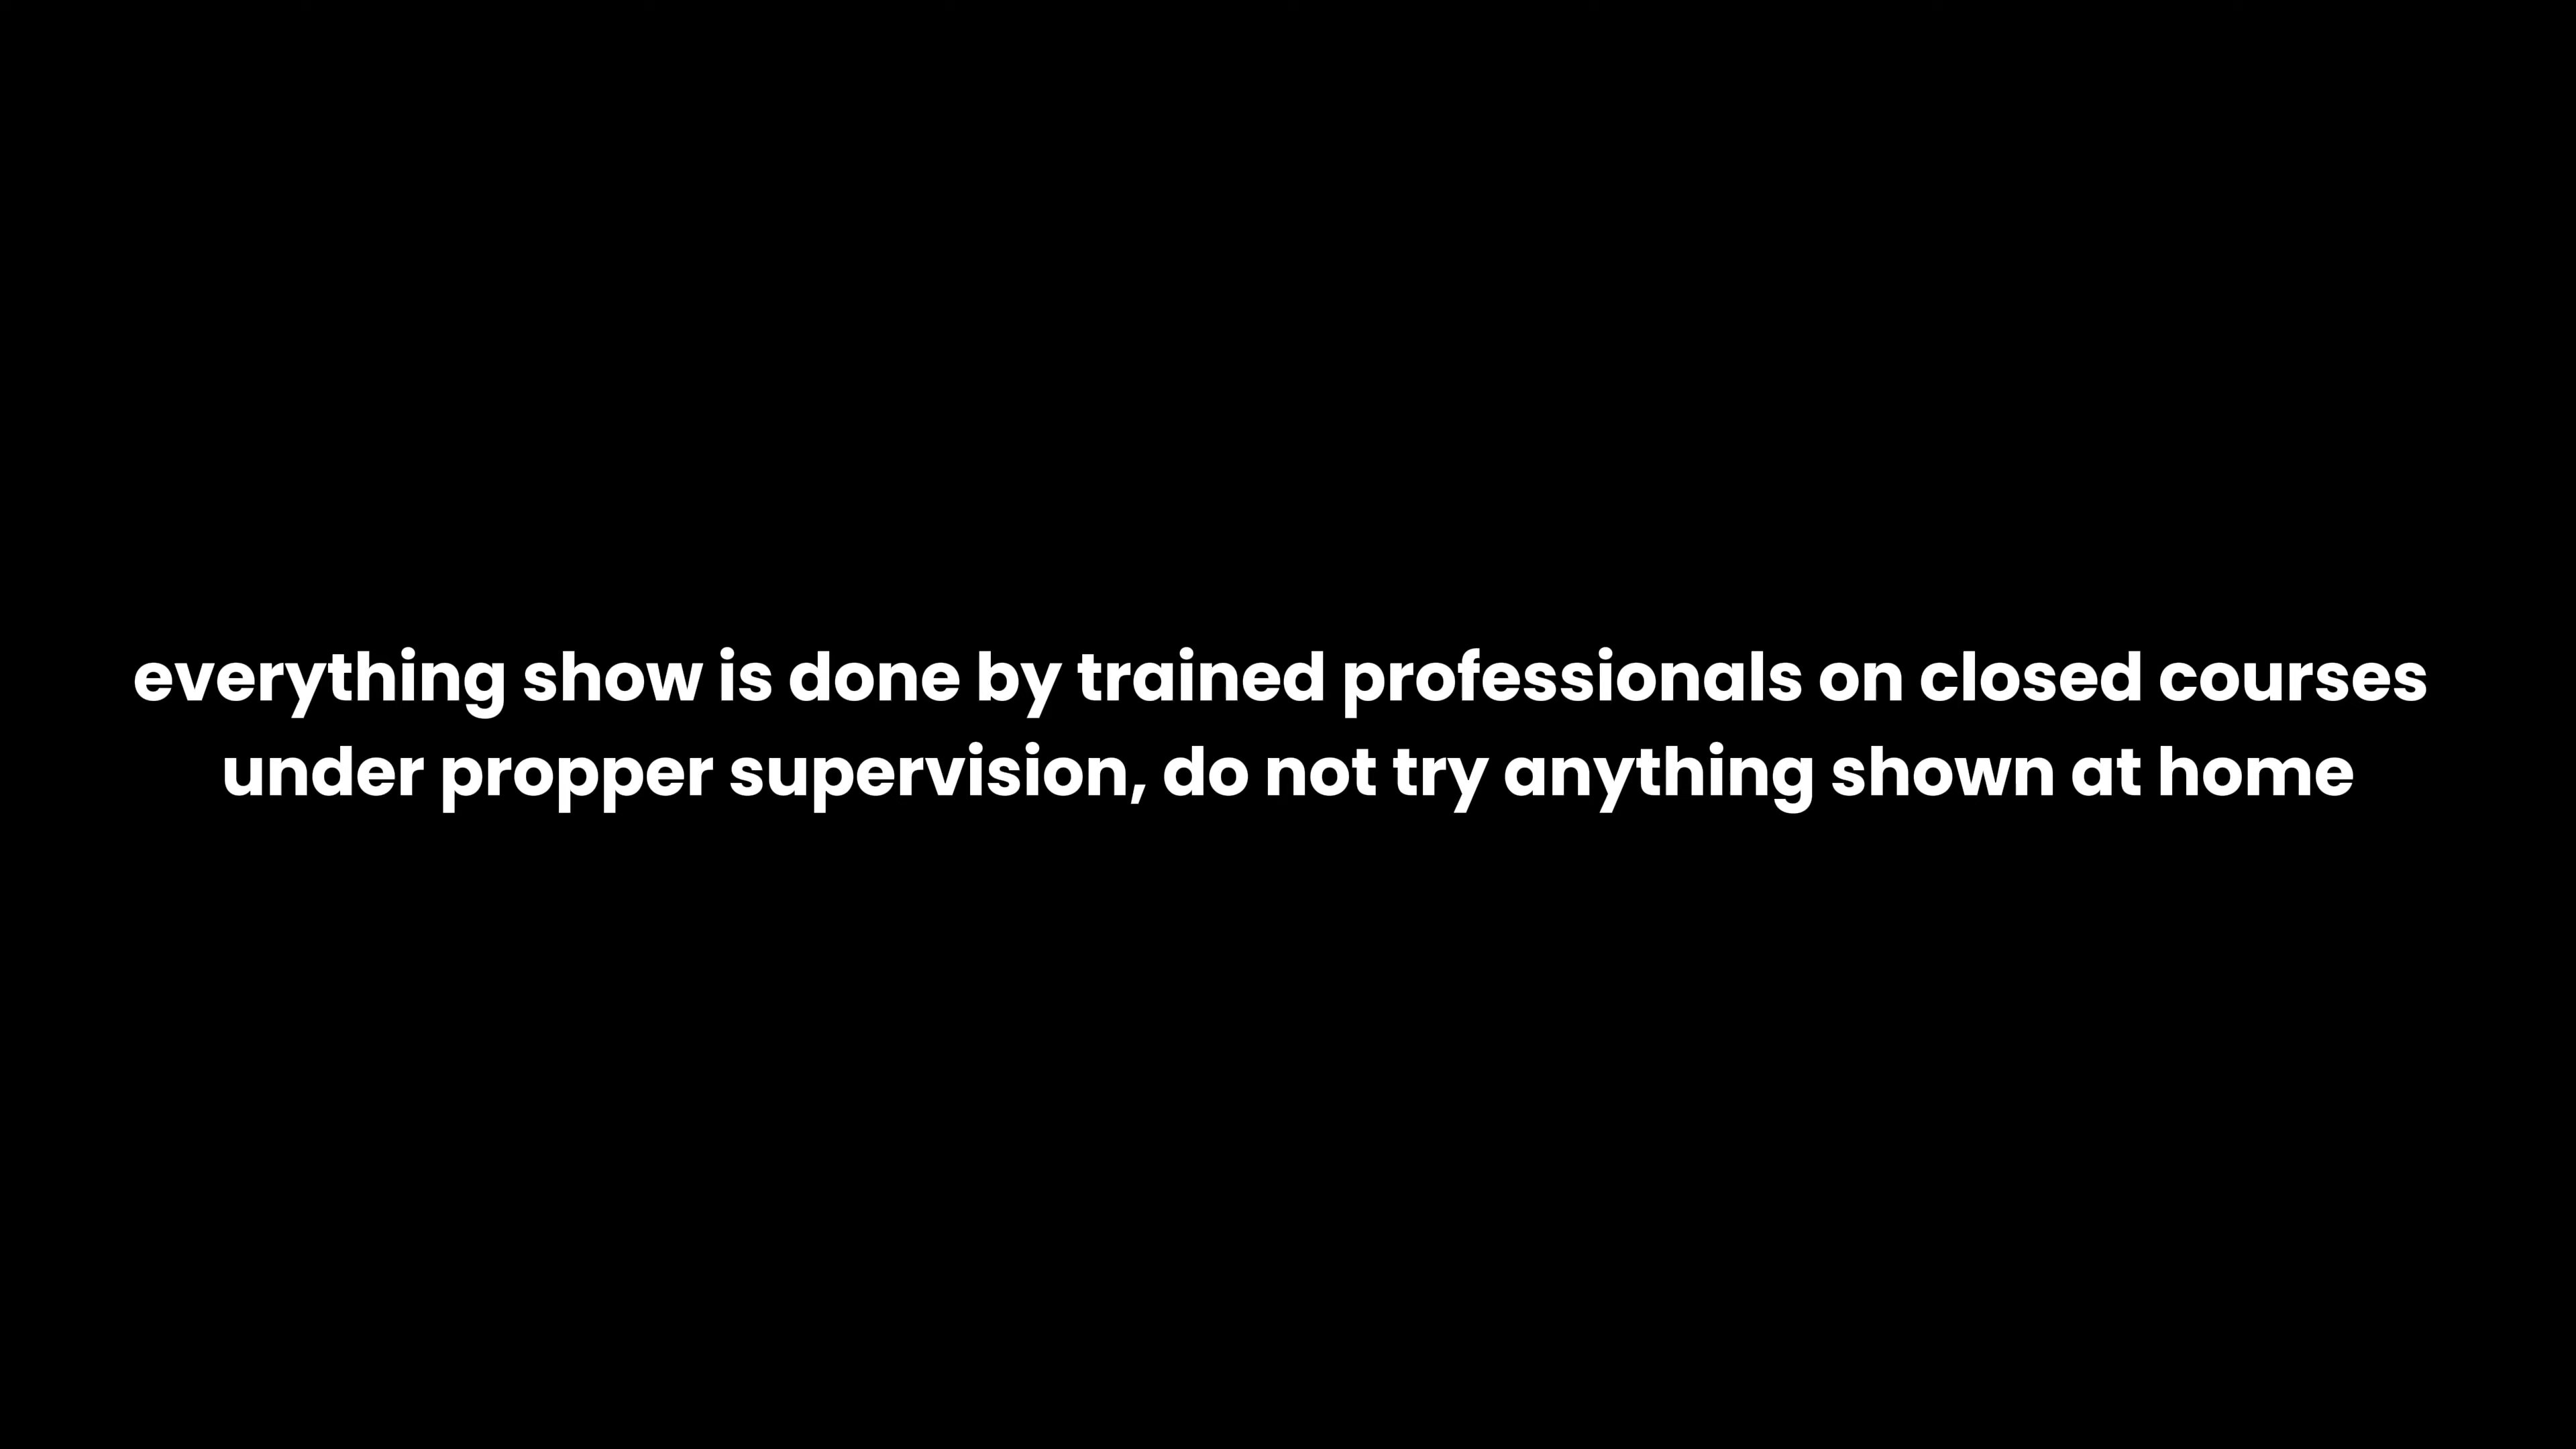 everything show is done by trained professionals on closed courses
under propper supervision, do not try anything shown at home